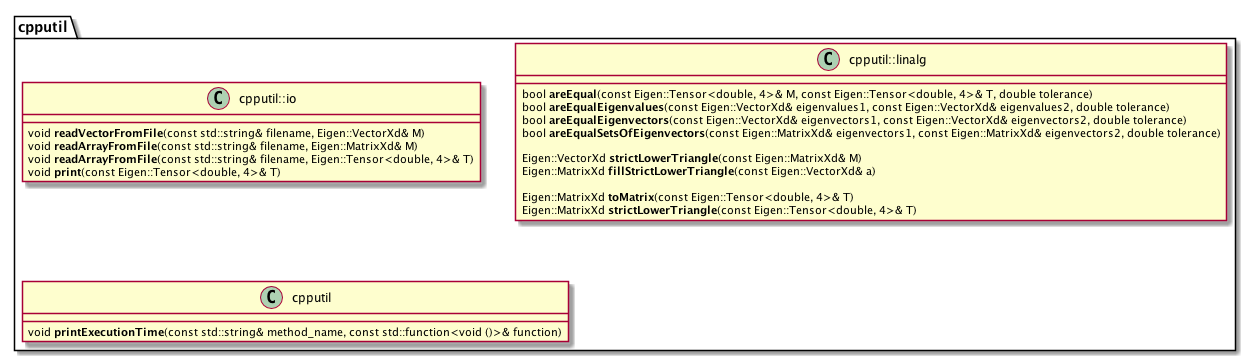 cpputil
C cpputil::io
void readVectorFromFile(const std::string& filename, Eigen::VectorXd& M)
void readArrayFromFile(const std::string& filename, Eigen::MatrixXd& M)
void readArrayFromFile(const std::string& filename, Eigen::Tensor<double, 4>& T)
void print(const Eigen::Tensor<double, 4>& T)
C cpputil::linalg
bool areEqual(const Eigen::Tensor<double, 4>& M, const Eigen::Tensor<double, 4>& T, double tolerance)
bool areEqualEigenvalues(const Eigen::VectorXd& eigenvalues1, const Eigen::VectorXd& eigenvalues2, double tolerance)
bool areEqualEigenvectors(const Eigen::VectorXd& eigenvectors1, const Eigen::VectorXd& eigenvectors2, double tolerance)
bool areEqualSetsOfEigenvectors(const Eigen::MatrixXd& eigenvectors1, const Eigen::MatrixXd& eigenvectors2, double tolerance)
Eigen::VectorXd strictLowerTriangle(const Eigen::MatrixXd& M)
Eigen::MatrixXd fillStrictLowerTriangle(const Eigen::VectorXd& a)
Eigen::MatrixXd toMatrix(const Eigen::Tensor<double, 4>& T)
Eigen::MatrixXd strictLowerTriangle(const Eigen::Tensor<double, 4>& T)
C cpputil
void printExecutionTime(const std::string& method_name, const std::function<void ()>& function)